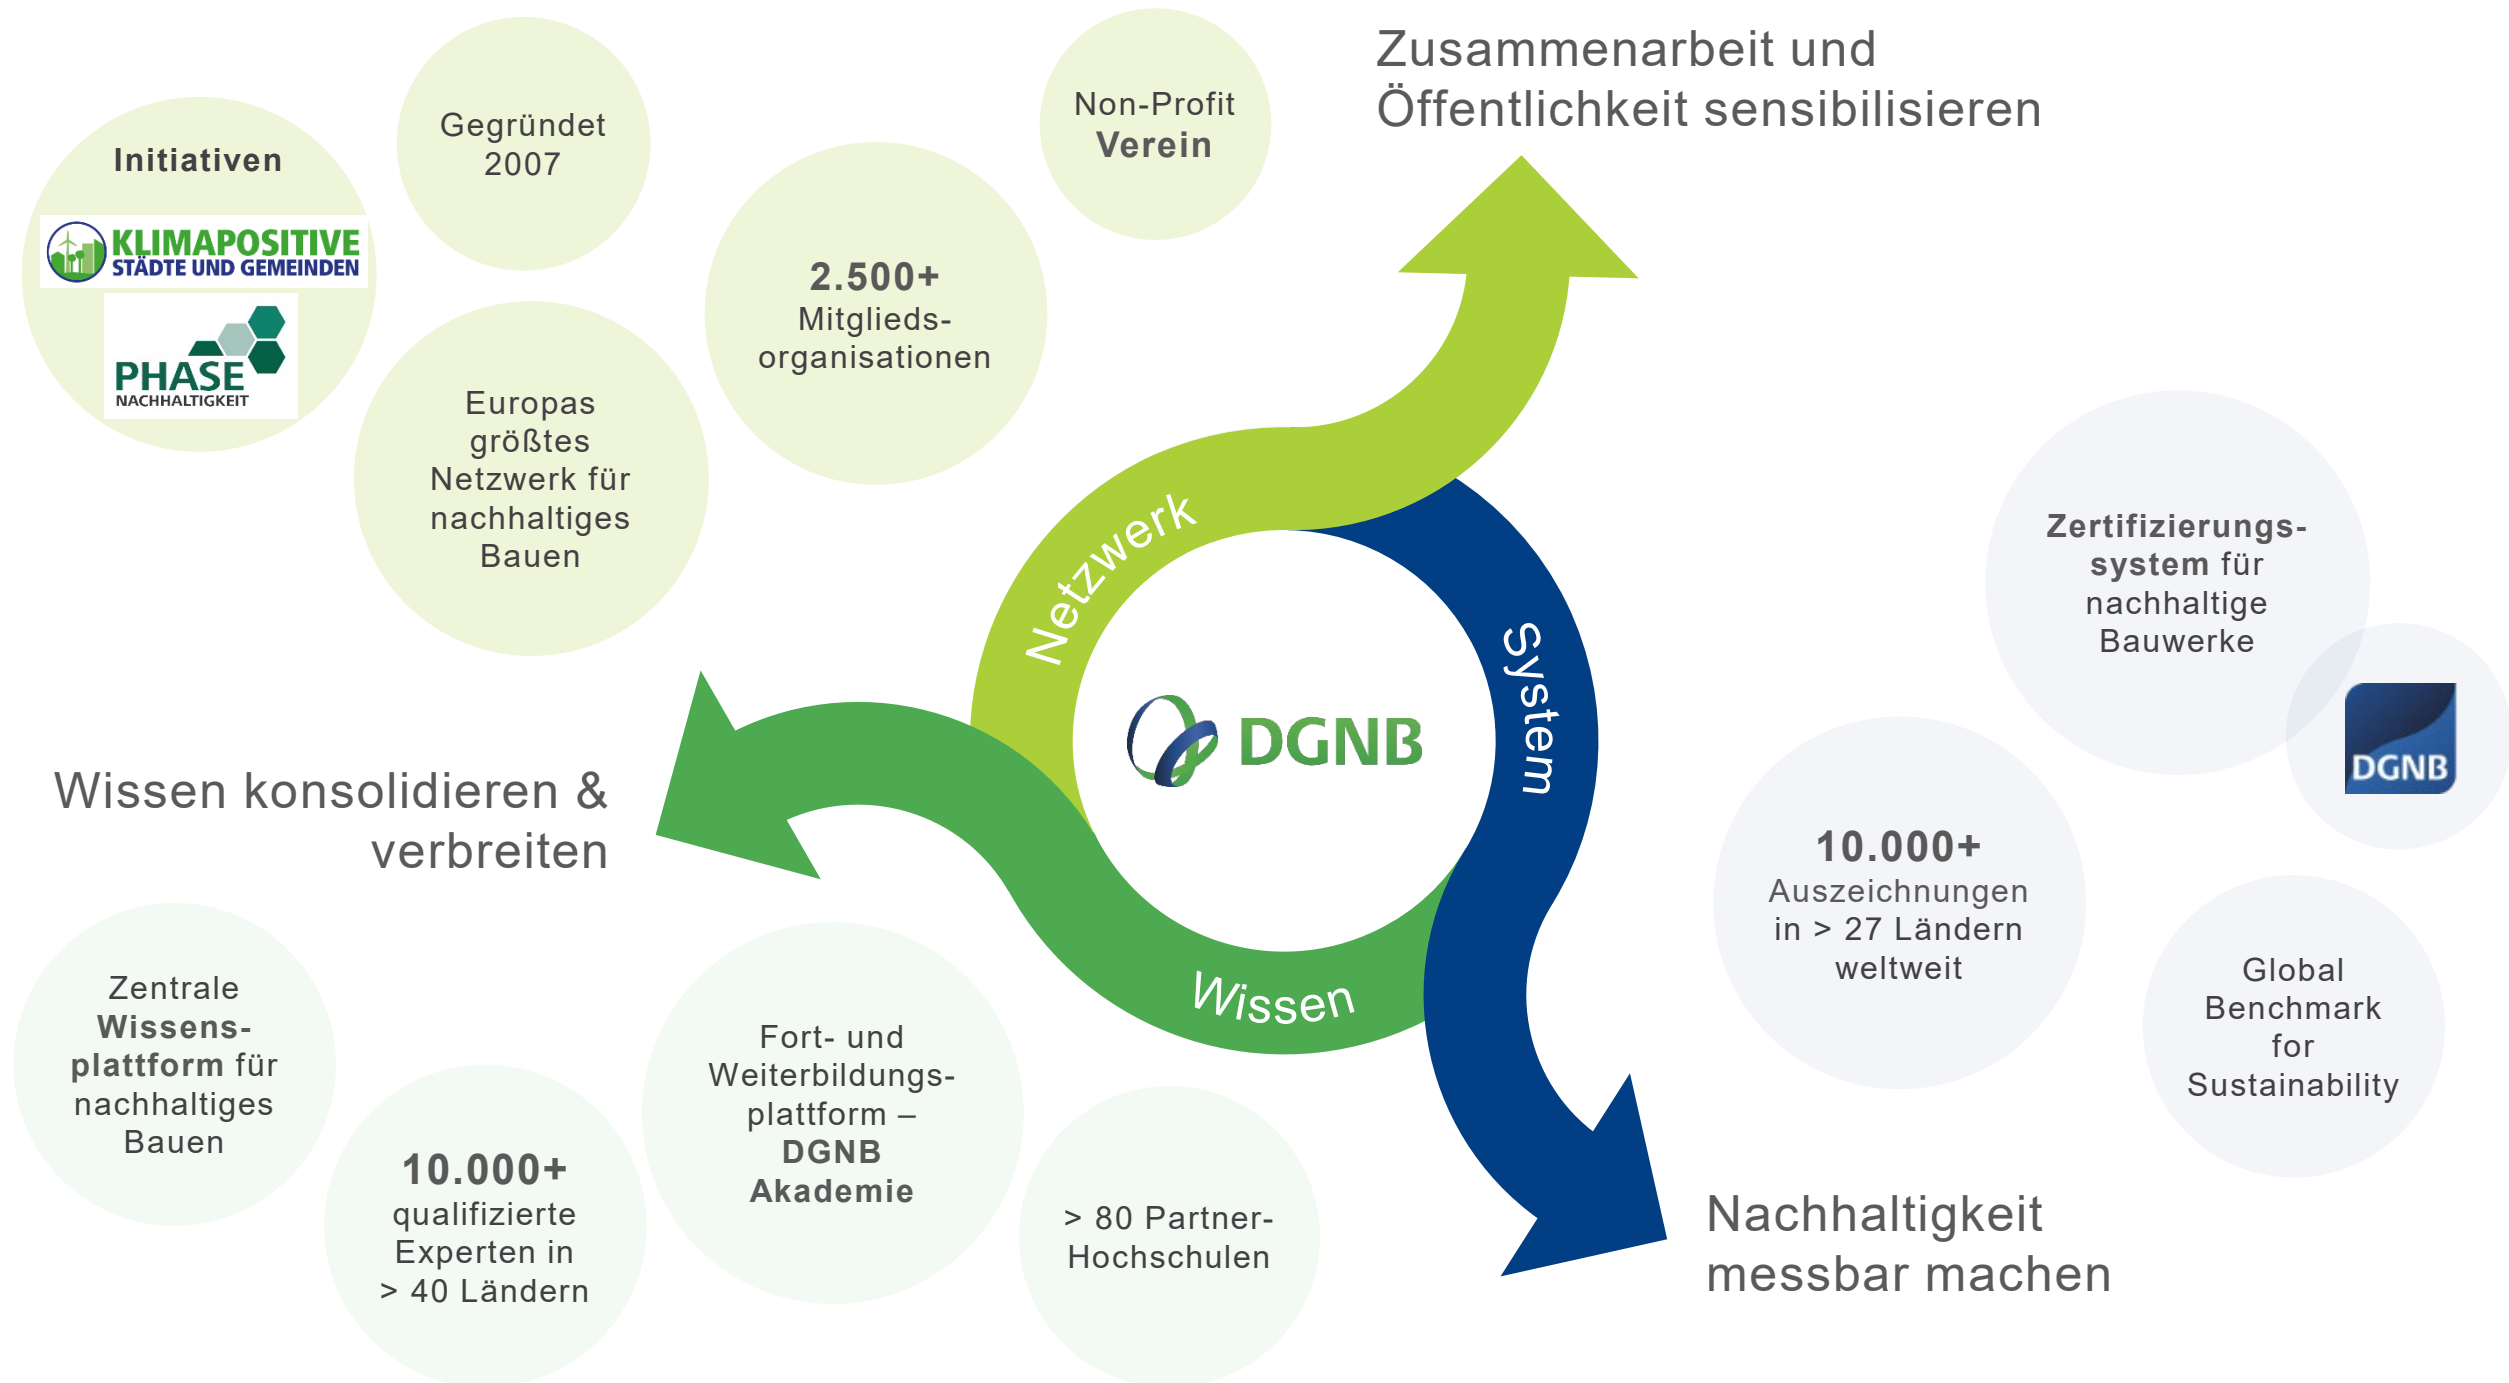 Zusammenarbeit und
Öffentlichkeit sensibilisieren
Initiativen
KLIMAPOSITIVE
STÄDTE UND GEMEINDEN
PHASE
NACHHALTIGKEIT
Gegründet
2007
Non-Profit
Verein
2.500+
Mitglieds-
organisationen
Europas
größtes
Netzwerk für
nachhaltiges
Bauen
Netzwerk
System
Wissen
DGNB
Zertifizierungs-
system für
nachhaltige
Bauwerke
DGNB
10.000+
Auszeichnungen
in > 27 Ländern
weltweit
Global
Benchmark
for
Sustainability
Nachhaltigkeit
messbar machen
Wissen konsolidieren &
verbreiten
Zentrale
Wissens-
plattform für
nachhaltiges
Bauen
10.000+
qualifizierte
Experten in
> 40 Ländern
Fort- und
Weiterbildungs-
plattform –
DGNB
Akademie
> 80 Partner-
Hochschulen